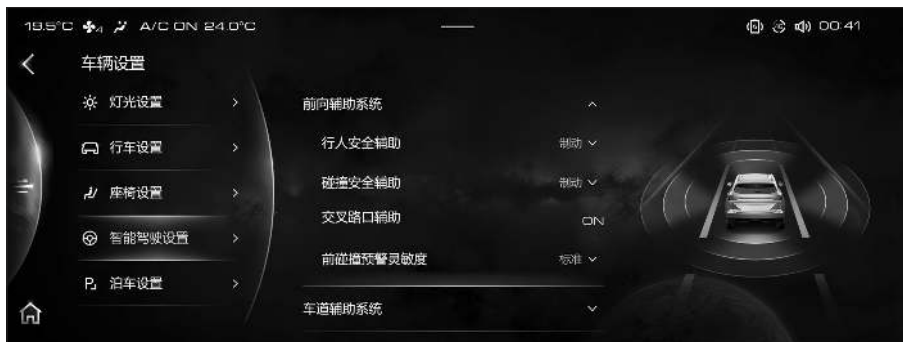 19.5°C 4 A/C ON 24.0°C 00:41
车辆设置
灯光设置
行车设置
座椅设置
智能驾驶设置
泊车设置
前向辅助系统
行人安全辅助 制动
碰撞安全辅助 制动
交叉路口辅助 ON
前碰撞预警灵敏度 标准
车道辅助系统